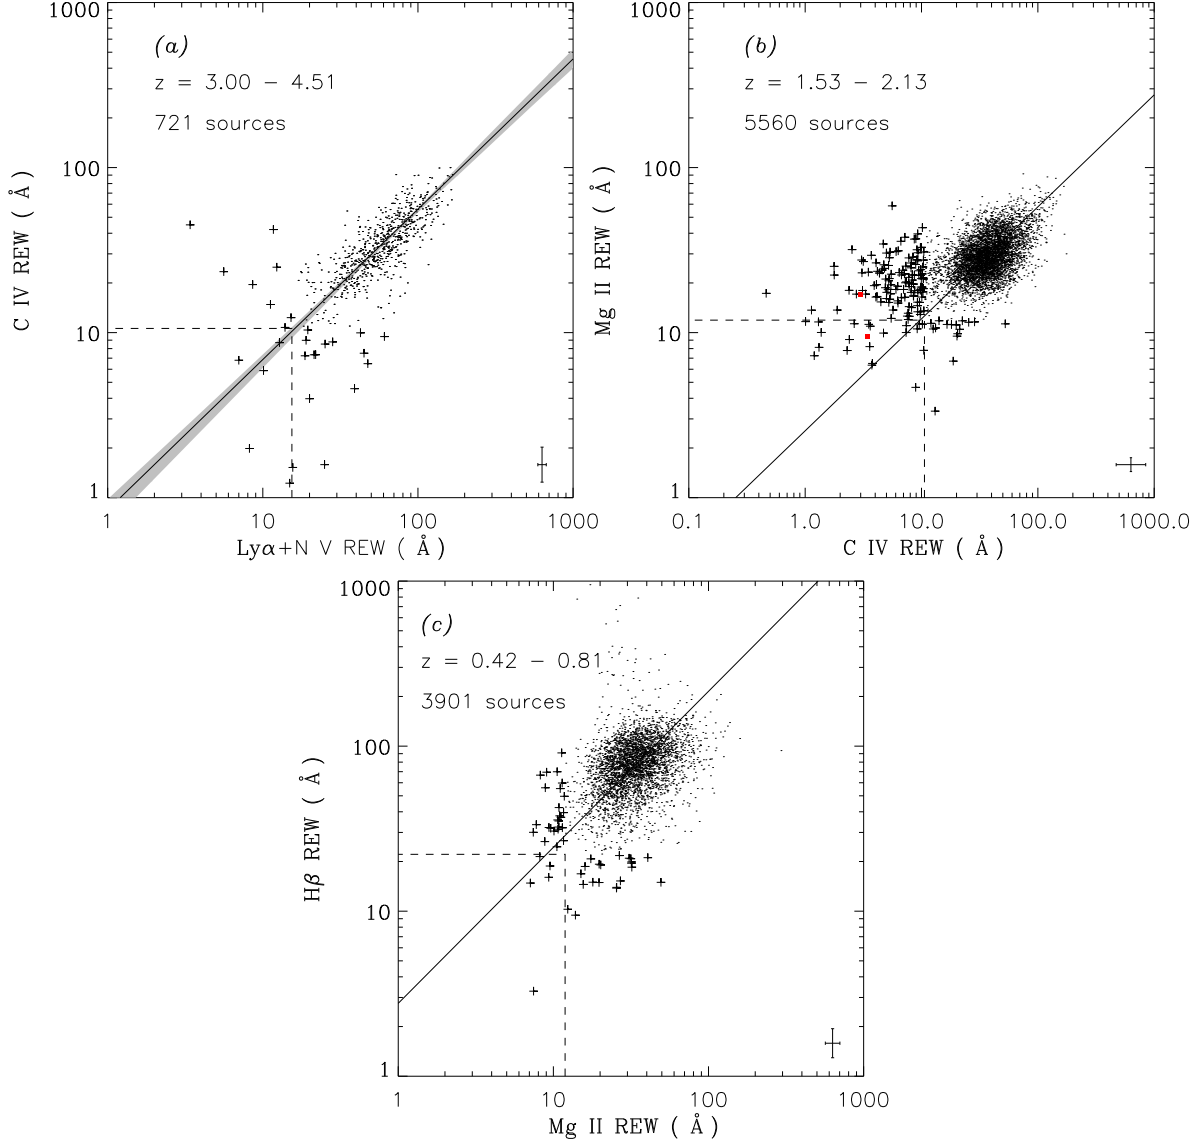 (a)
z = 3.00 − 4.51
721 sources
1000
100
10
1
C IV REW ( Å )
1 10 100 1000
Lyα+N V REW ( Å )
(b)
z = 1.53 − 2.13
5560 sources
1000
100
10
1
Mg II REW ( Å )
0.1 1.0 10.0 100.0 1000.0
C IV REW ( Å )
(c)
z = 0.42 − 0.81
3901 sources
1000
100
10
1
Hβ REW ( Å )
1 10 100 1000
Mg II REW ( Å )